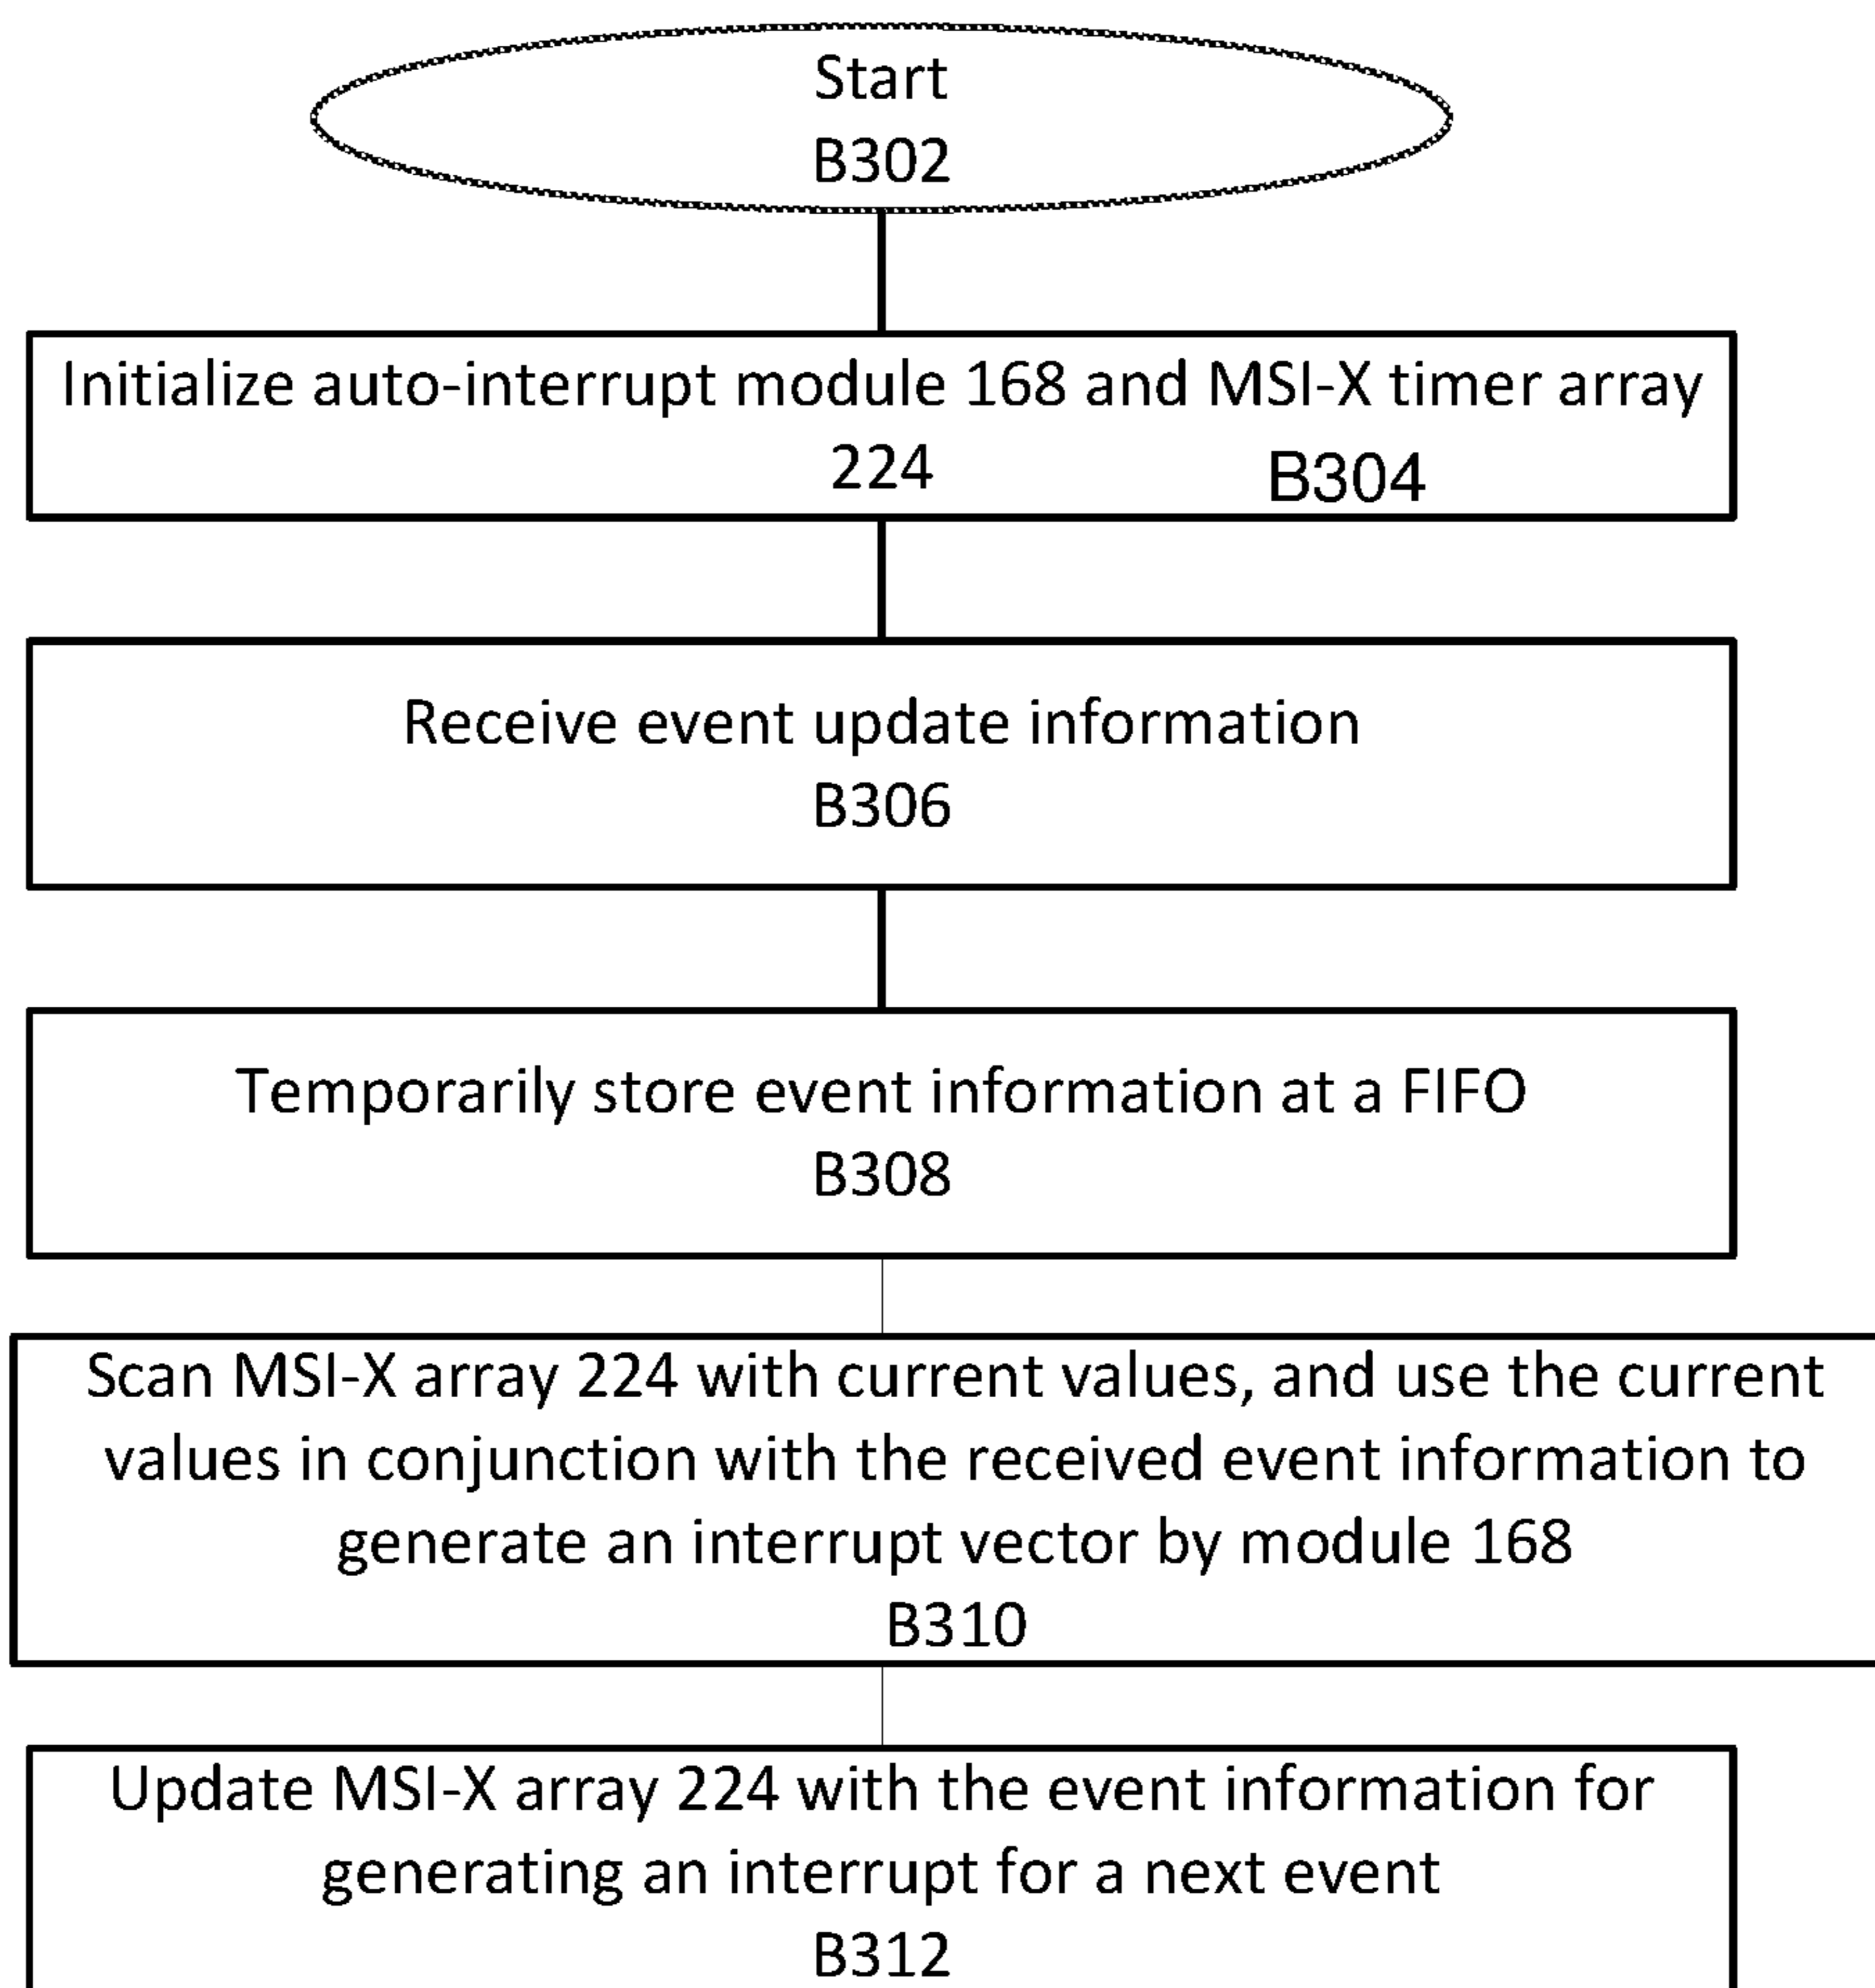 Start
B302
Initialize auto-interrupt module 168 and MSI-X timer array
224 B304
Receive event update information
B306
Temporarily store event information at a FIFO
B308
Scan MSI-X array 224 with current values, and use the current
values in conjunction with the received event information to
generate an interrupt vector by module 168
B310
Update MSI-X array 224 with the event information for
generating an interrupt for a next event
B312